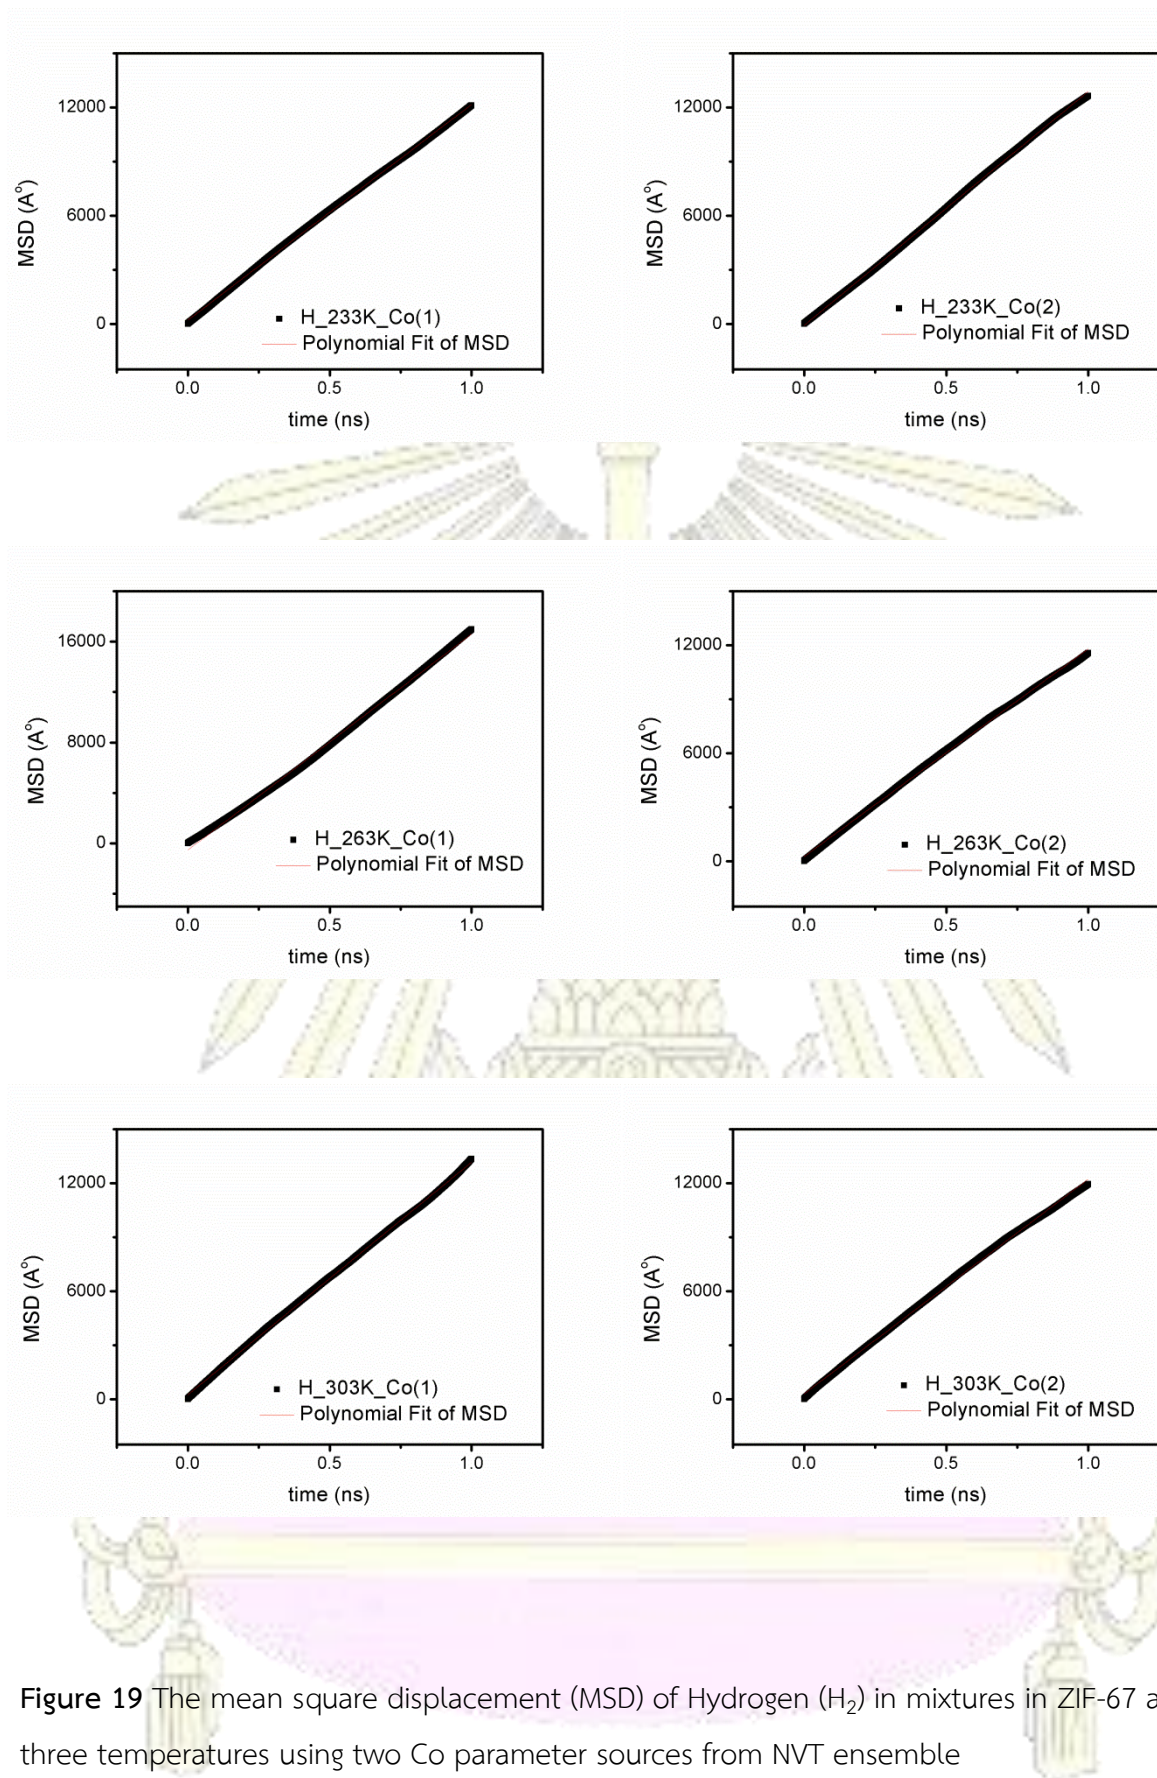 12000
6000
0
MSD (A°)
H_233K_Co(1)
Polynomial Fit of MSD
0.0 0.5 1.0
time (ns)
12000
6000
0
MSD (A°)
H_233K_Co(2)
Polynomial Fit of MSD
0.0 0.5 1.0
time (ns)
16000
8000
0
MSD (A°)
H_263K_Co(1)
Polynomial Fit of MSD
0.0 0.5 1.0
time (ns)
12000
6000
0
MSD (A°)
H_263K_Co(2)
Polynomial Fit of MSD
0.0 0.5 1.0
time (ns)
12000
6000
0
MSD (A°)
H_303K_Co(1)
Polynomial Fit of MSD
0.0 0.5 1.0
time (ns)
12000
6000
0
MSD (A°)
H_303K_Co(2)
Polynomial Fit of MSD
0.0 0.5 1.0
time (ns)
Figure 19 The mean square displacement (MSD) of Hydrogen (H₂) in mixtures in ZIF-67
three temperatures using two Co parameter sources from NVT ensemble